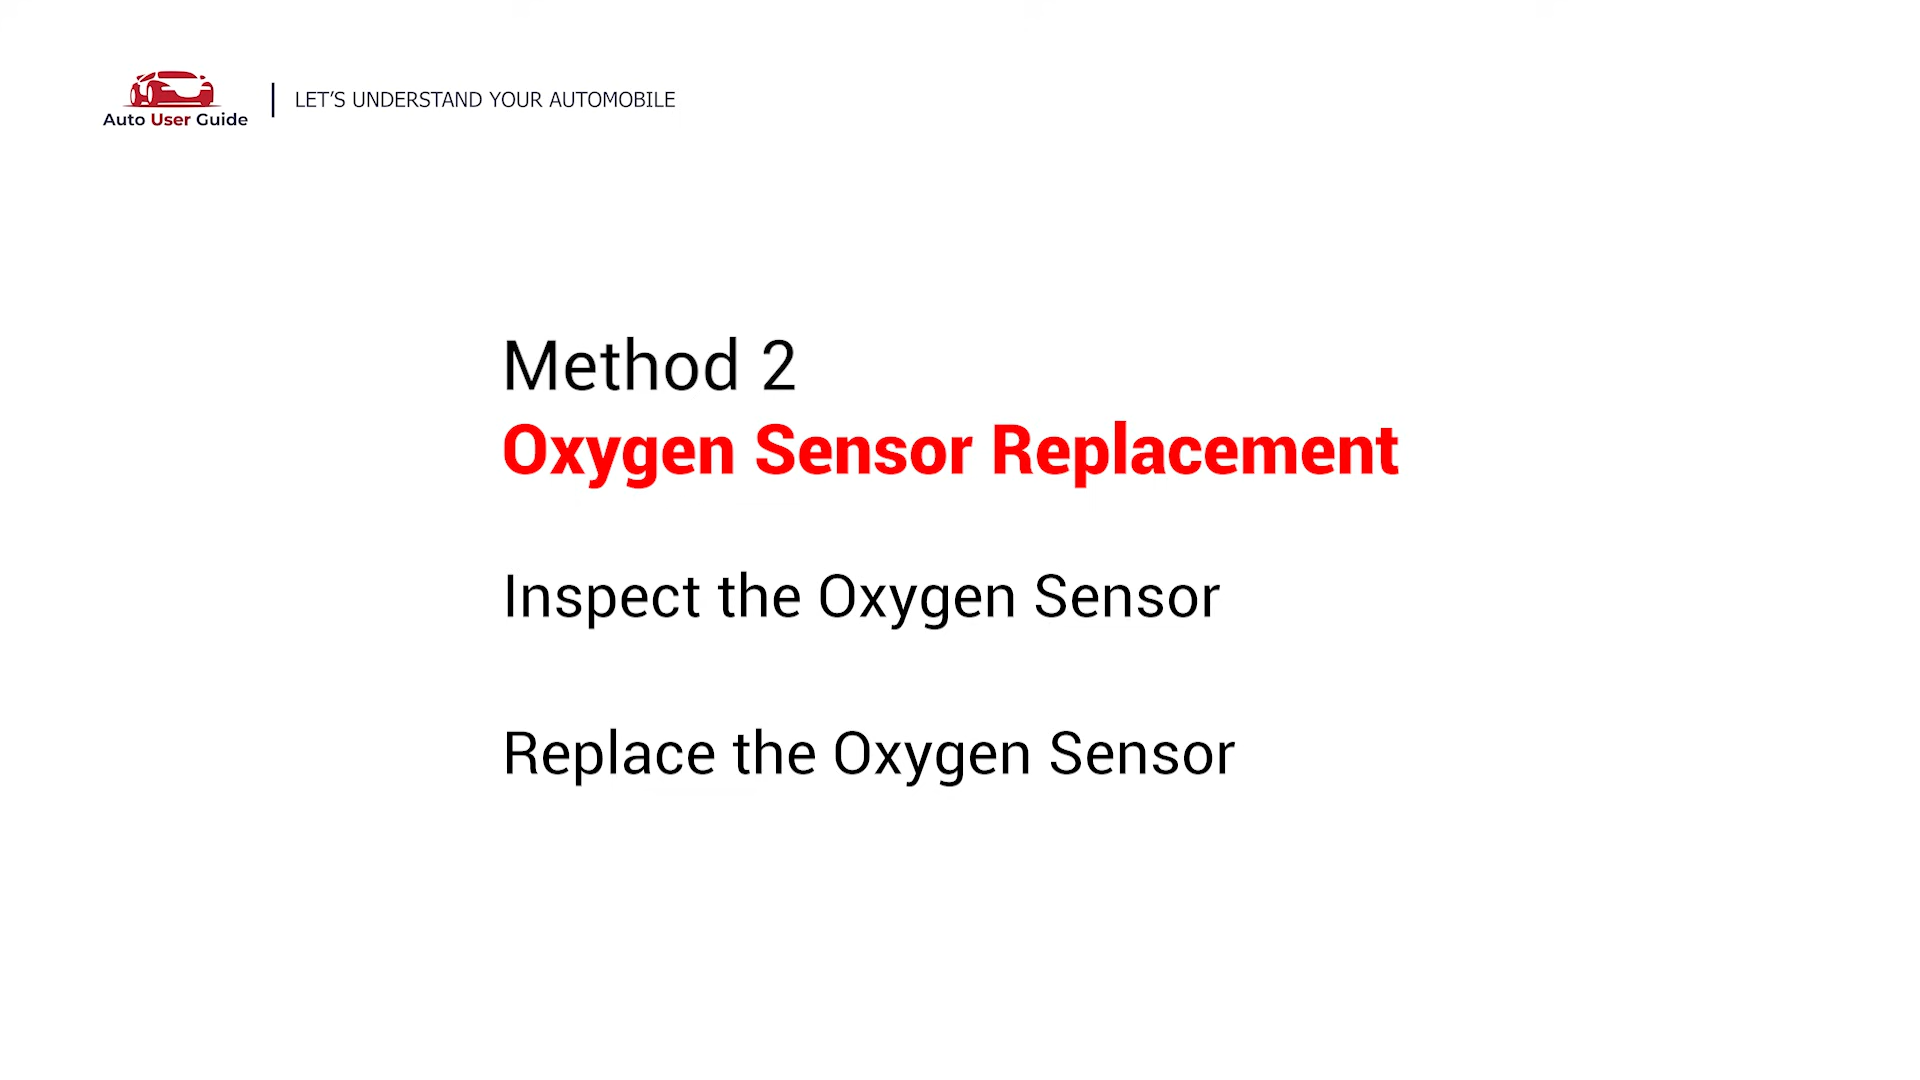 Auto User Guide
LET'S UNDERSTAND YOUR AUTOMOBILE
Method 2
Oxygen Sensor Replacement
Inspect the Oxygen Sensor
Replace the Oxygen Sensor